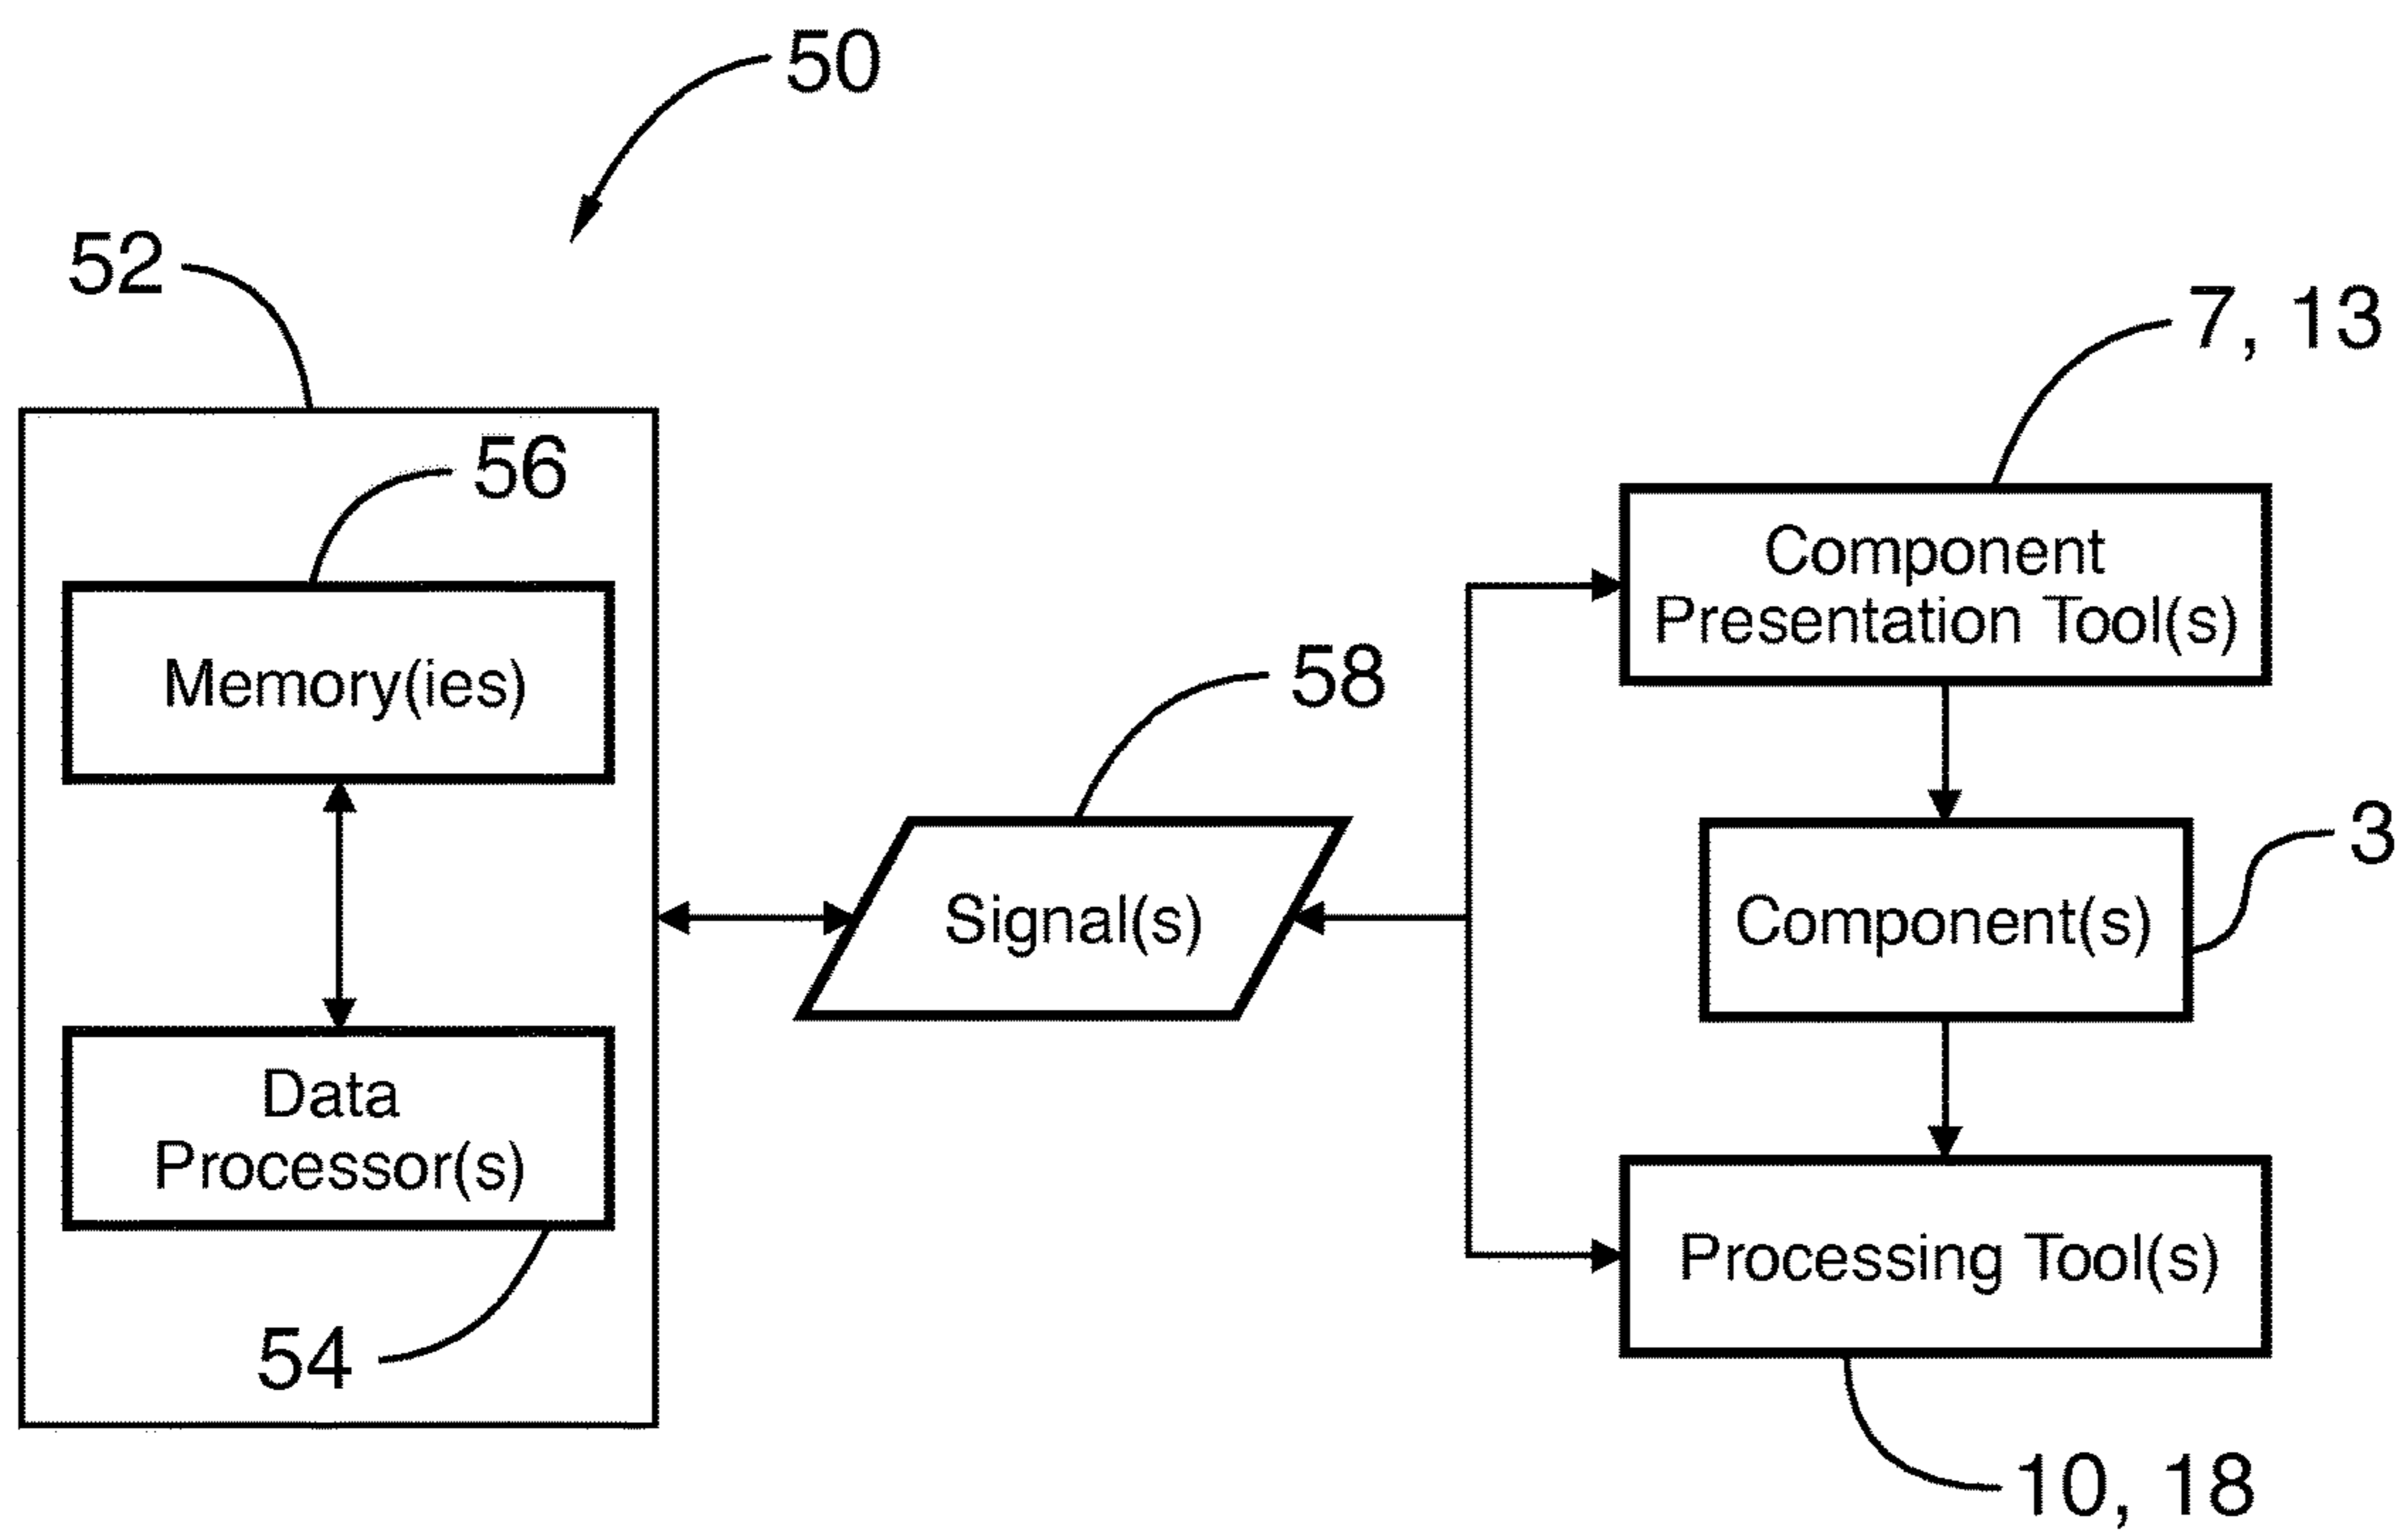 50
52
7, 13
56
Component
Presentation Tool(s)
Memory(ies)
58
3
Signal(s)
Component(s)
Data
Processor(s)
Processing Tool(s)
54
10, 18